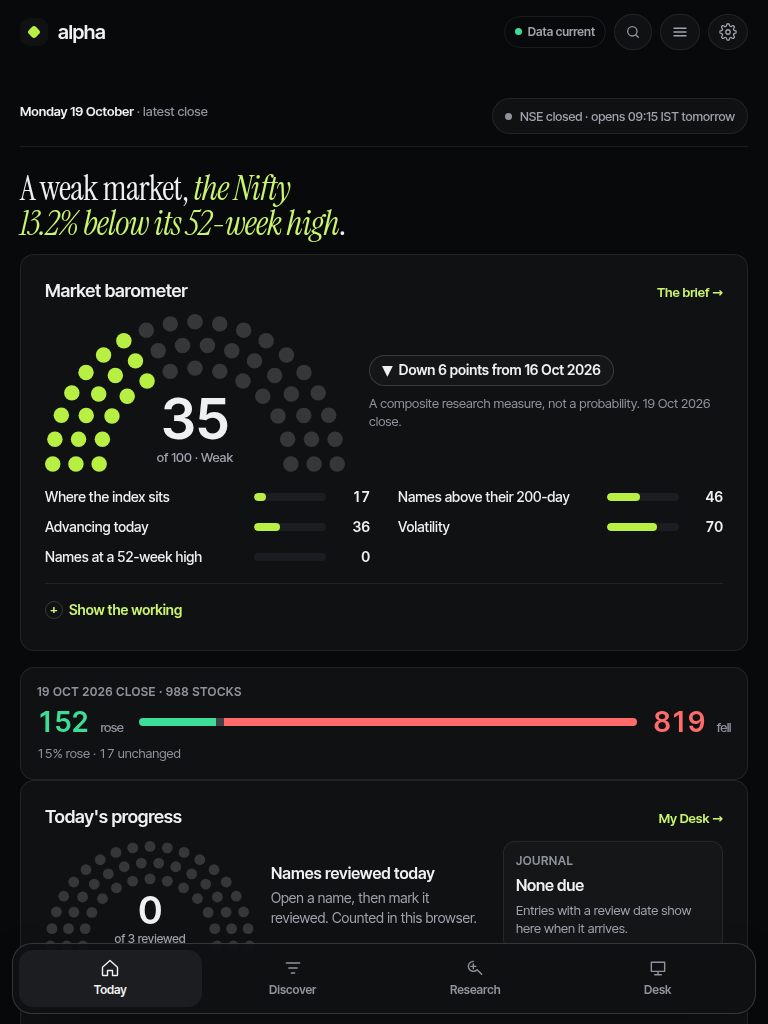 alpha
Data current
Monday 19 October · latest close
NSE closed · opens 09:15 IST tomorrow
A weak market, the Nifty
13.2% below its 52-week high.
Market barometer
The brief →
35
of 100 · Weak
▼ Down 6 points from 16 Oct 2026
A composite research measure, not a probability. 19 Oct 2026
close.
Where the index sits 17
Names above their 200-day 46
Advancing today 36
Volatility 70
Names at a 52-week high 0
+ Show the working
19 OCT 2026 CLOSE · 988 STOCKS
152 rose
819 fell
15% rose · 17 unchanged
Today's progress
My Desk →
0
of 3 reviewed
Names reviewed today
Open a name, then mark it
reviewed. Counted in this browser.
JOURNAL
None due
Entries with a review date show
here when it arrives.
Today
Discover
Research
Desk